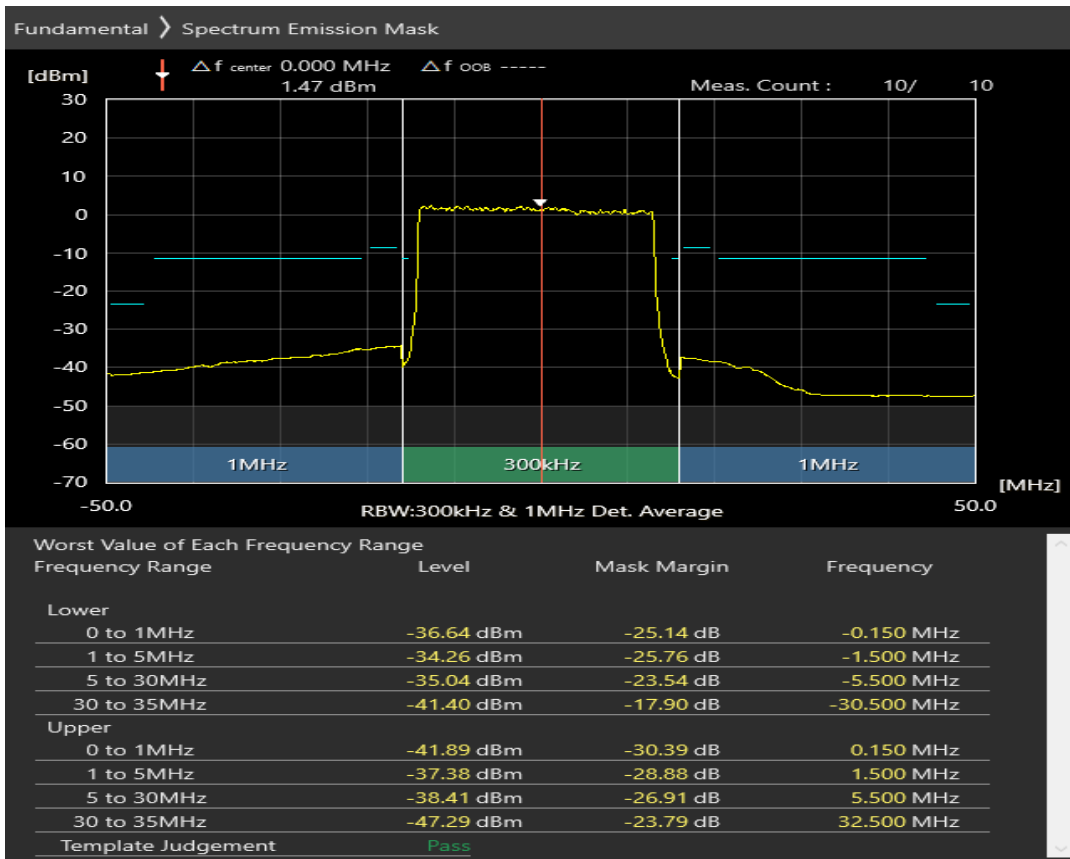 Fundamental ❯ Spectrum Emission Mask
[dBm] Δf center 0.000 MHz Δf OOB -----
1.47 dBm Meas. Count : 10/ 10
30
20
10
0
-10
-20
-30
-40
-50
-60
1MHz 300kHz 1MHz
-70 [MHz]
-50.0 RBW:300kHz & 1MHz Det. Average 50.0
Worst Value of Each Frequency Range
Frequency Range Level Mask Margin Frequency
Lower
0 to 1MHz -36.64 dBm -25.14 dB -0.150 MHz
1 to 5MHz -34.26 dBm -25.76 dB -1.500 MHz
5 to 30MHz -35.04 dBm -23.54 dB -5.500 MHz
30 to 35MHz -41.40 dBm -17.90 dB -30.500 MHz
Upper
0 to 1MHz -41.89 dBm -30.39 dB 0.150 MHz
1 to 5MHz -37.38 dBm -28.88 dB 1.500 MHz
5 to 30MHz -38.41 dBm -26.91 dB 5.500 MHz
30 to 35MHz -47.29 dBm -23.79 dB 32.500 MHz
Template Judgement Pass